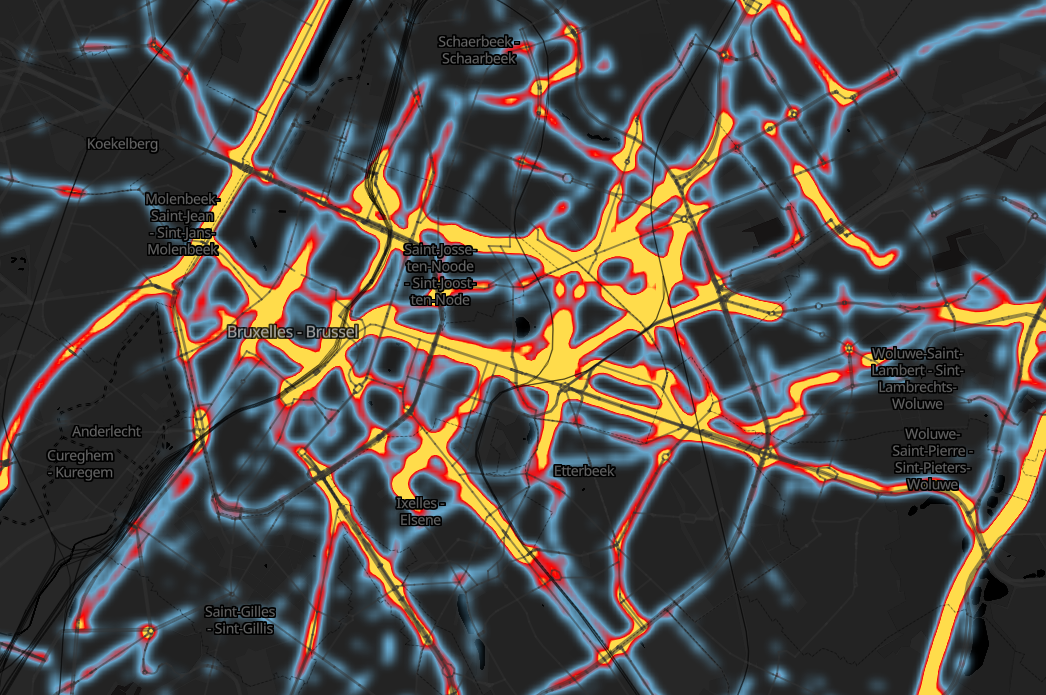 Schaerbeek -
Schaarbeek
Koekelberg
Molenbeek-
Saint-Jean
- Sint-Jans-
Molenbeek
Saint-Josse-
ten-Noode
- Sint-Joost-
ten-Node
Bruxelles - Brussel
Woluwe-Saint-
Lambert - Sint-
Lambrechts-
Woluwe
Anderlecht
Cureghem
- Kuregem
Woluwe-
Saint-Pierre -
Sint-Pieters-
Woluwe
Etterbeek
Ixelles -
Elsene
Saint-Gilles
- Sint-Gillis